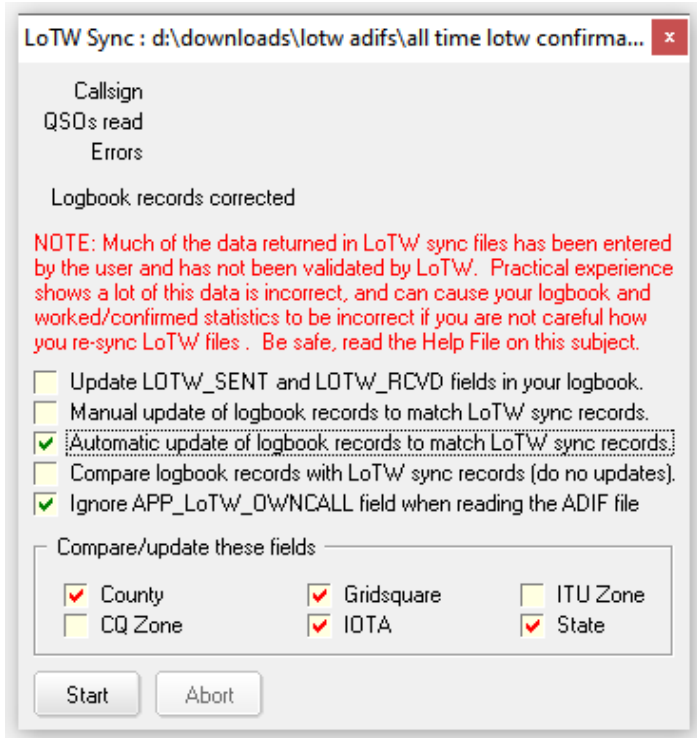 LoTW Sync : d:\downloads\lotw adifs\all time lotw confirma... x
Callsign
QSOs read
Errors
Logbook records corrected
NOTE: Much of the data returned in LoTW sync files has been entered
by the user and has not been validated by LoTW.  Practical experience
shows a lot of this data is incorrect, and can cause your logbook and
worked/confirmed statistics to be incorrect if you are not careful how
you re-sync LoTW files .  Be safe, read the Help File on this subject.
Update LOTW_SENT and LOTW_RCVD fields in your logbook.
Manual update of logbook records to match LoTW sync records.
Automatic update of logbook records to match LoTW sync records.
Compare logbook records with LoTW sync records (do no updates).
Ignore APP_LoTW_OWNCALL field when reading the ADIF file
Compare/update these fields
County Gridsquare ITU Zone
CQ Zone IOTA State
Start Abort